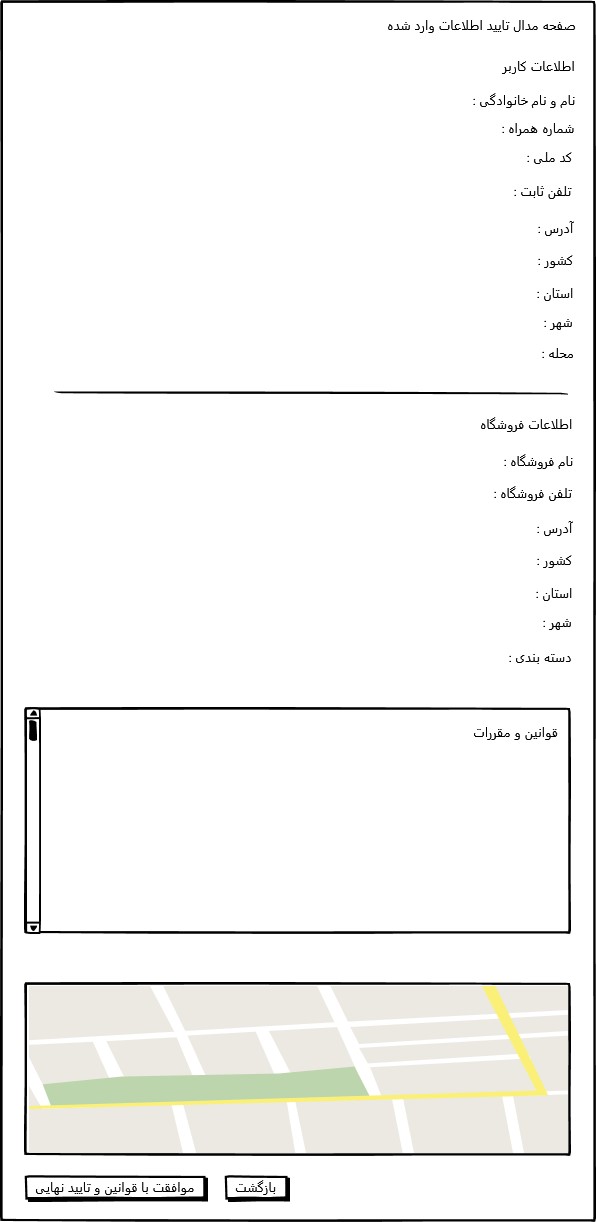 صفحه مدال تایید اطلاعات وارد شده
اطلاعات کاربر
نام و نام خانوادگی :
شماره همراه :
کد ملی :
تلفن ثابت :
آدرس :
کشور :
استان :
شهر :
محله :
اطلاعات فروشگاه
نام فروشگاه :
تلفن فروشگاه :
آدرس :
کشور :
استان :
شهر :
دسته بندی :
قوانین و مقررات
بازگشت
موافقت با قوانین و تایید نهایی